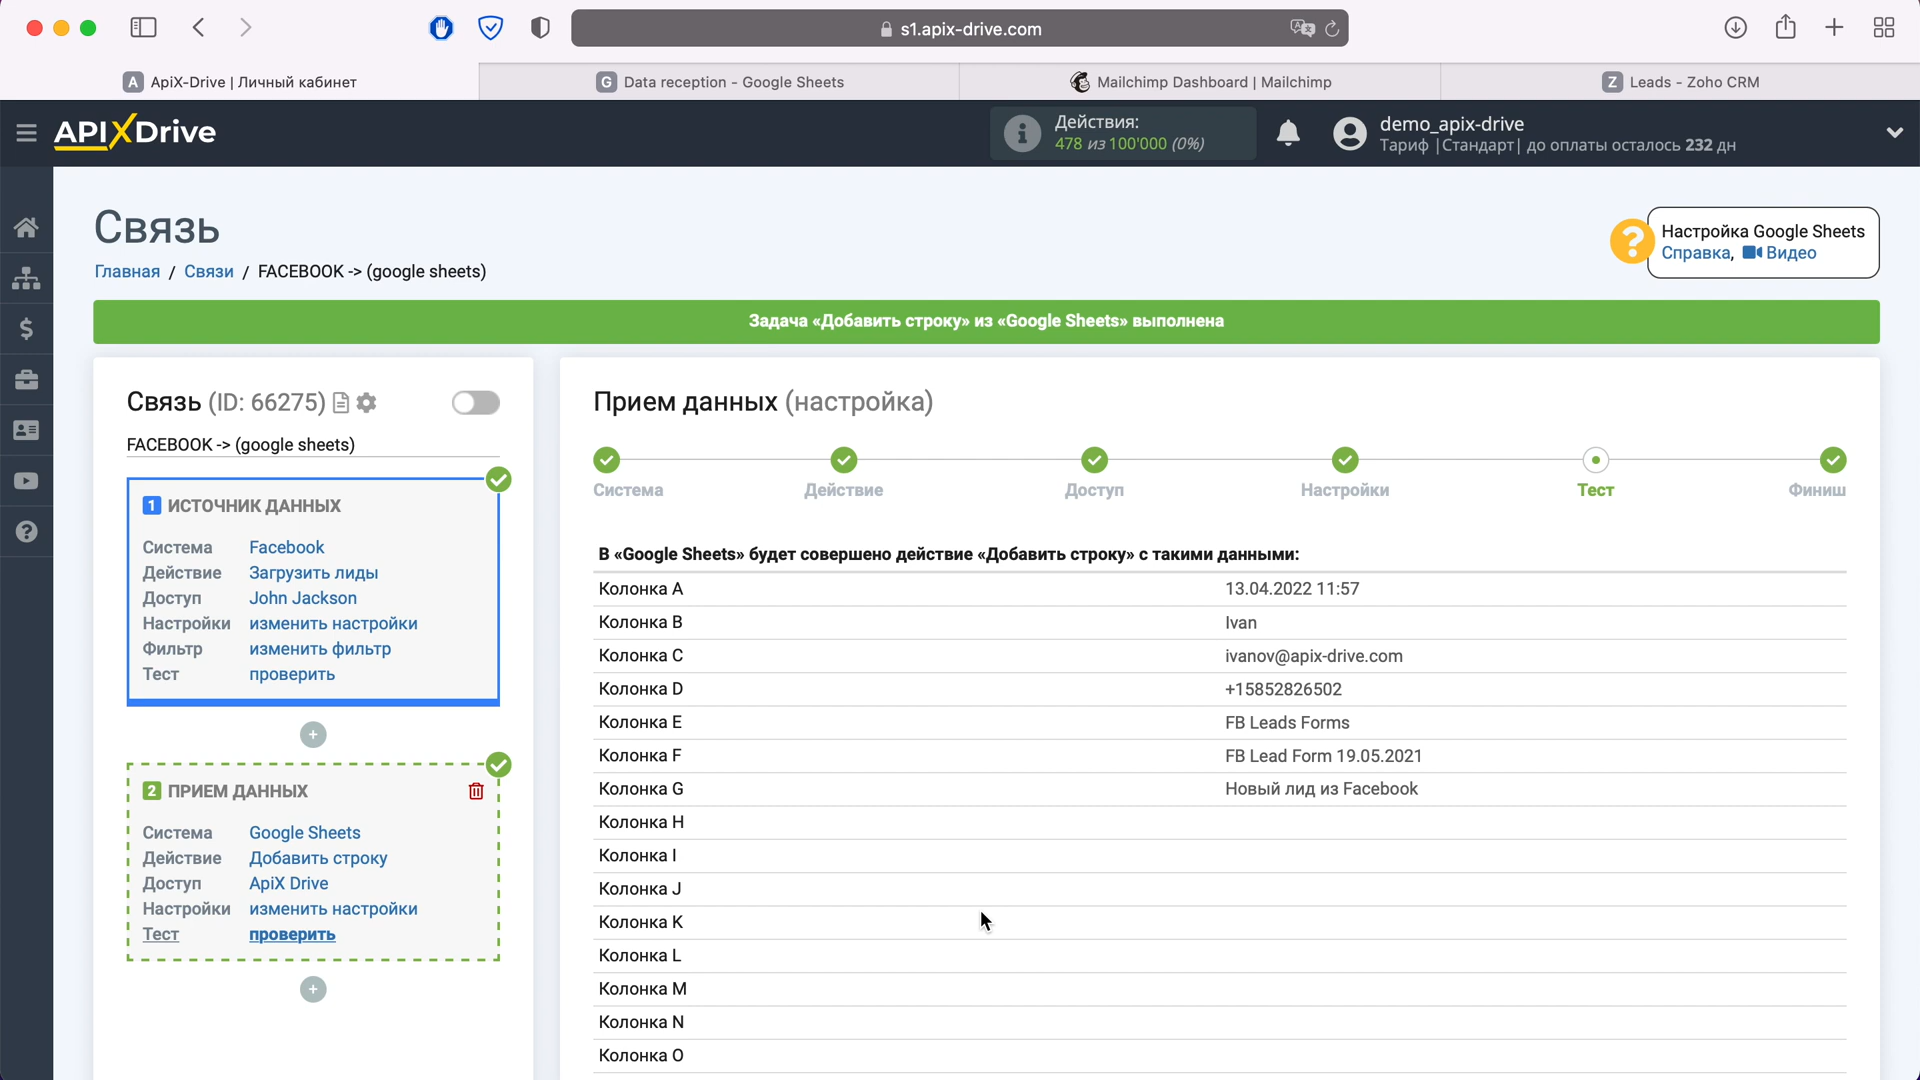 s1.apix-drive.com
ApiX-Drive | Личный кабинет
Data reception - Google Sheets
Mailchimp Dashboard | Mailchimp
Leads - Zoho CRM
APIXDrive
Действия:
478 из 100'000 (0%)
demo_apix-drive
Тариф |Стандарт| до оплаты осталось 232 дн
Связь
Главная / Связи / FACEBOOK -> (google sheets)
Настройка Google Sheets
Справка, Видео
Задача «Добавить строку» из «Google Sheets» выполнена
Связь (ID: 66275)
FACEBOOK -> (google sheets)
1 ИСТОЧНИК ДАННЫХ
Система Facebook
Действие Загрузить лиды
Доступ John Jackson
Настройки изменить настройки
Фильтр изменить фильтр
Тест проверить
2 ПРИЕМ ДАННЫХ
Система Google Sheets
Действие Добавить строку
Доступ ApiX Drive
Настройки изменить настройки
Тест проверить
Прием данных (настройка)
Система Действие Доступ Настройки Тест Финиш
В «Google Sheets» будет совершено действие «Добавить строку» с такими данными:
Колонка A 13.04.2022 11:57
Колонка B Ivan
Колонка C ivanov@apix-drive.com
Колонка D +15852826502
Колонка E FB Leads Forms
Колонка F FB Lead Form 19.05.2021
Колонка G Новый лид из Facebook
Колонка H
Колонка I
Колонка J
Колонка K
Колонка L
Колонка M
Колонка N
Колонка O